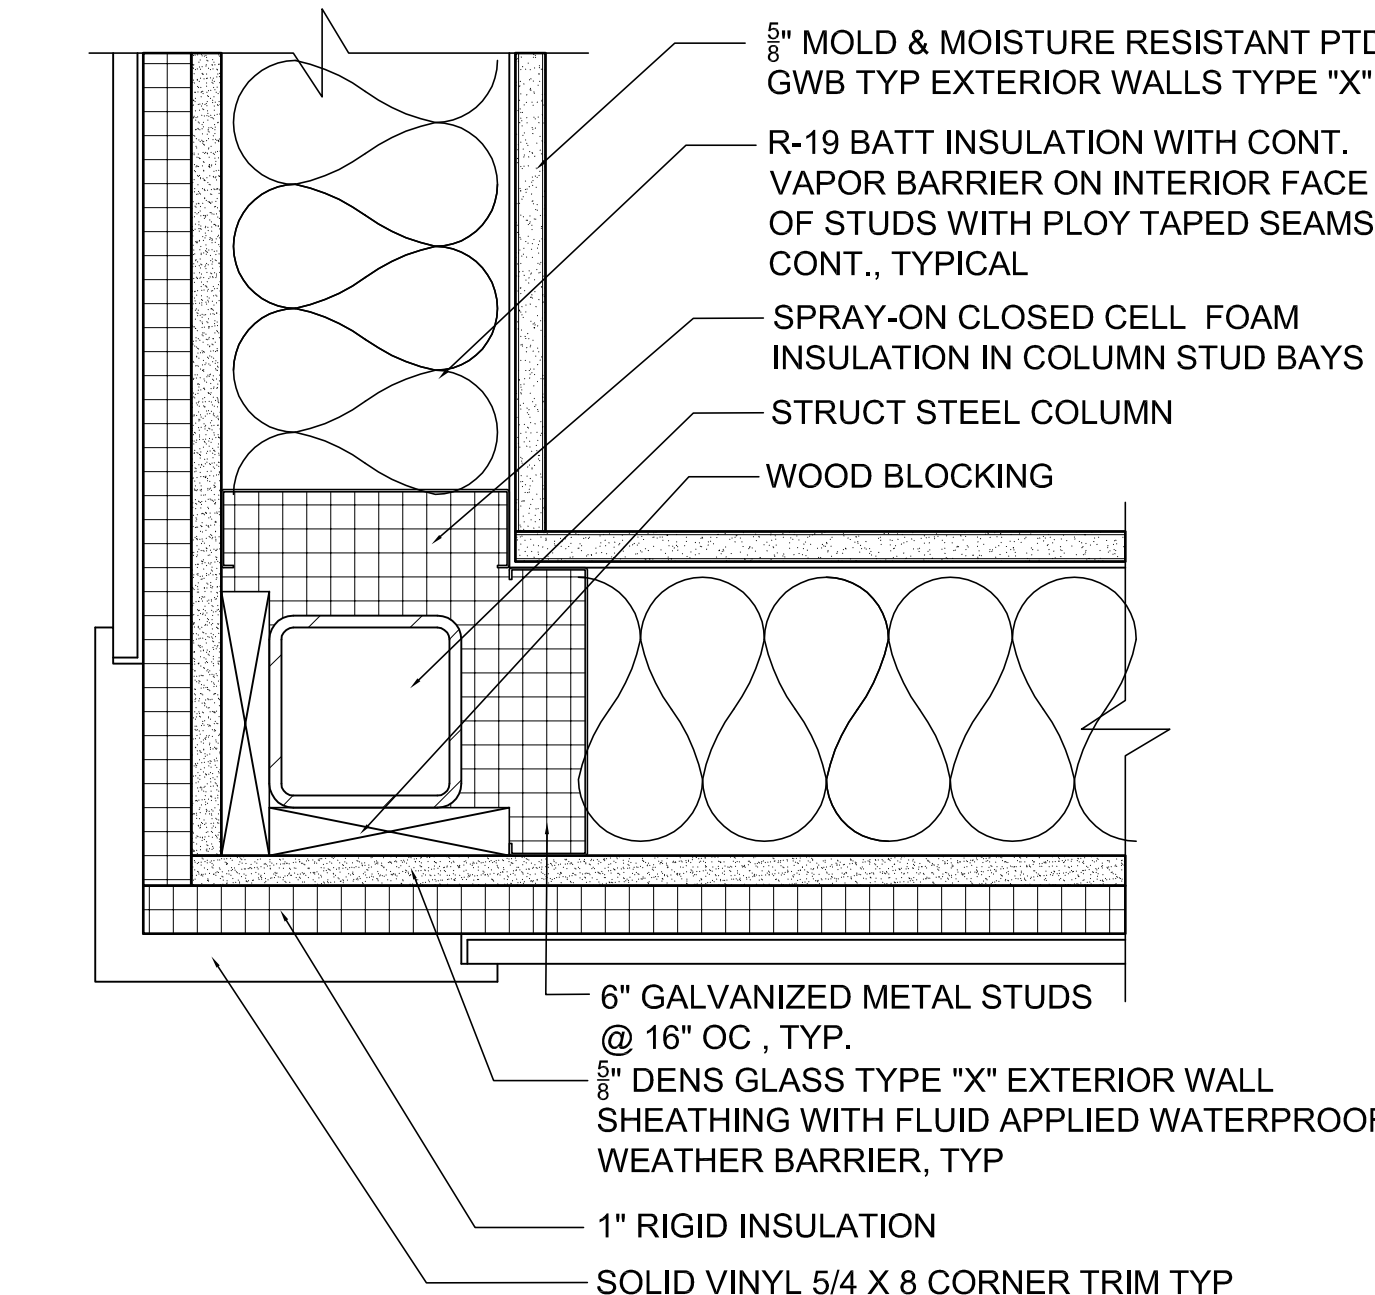 5/8" MOLD & MOISTURE RESISTANT PTD
GWB TYP EXTERIOR WALLS TYPE "X"
R-19 BATT INSULATION WITH CONT.
VAPOR BARRIER ON INTERIOR FACE
OF STUDS WITH PLOY TAPED SEAMS
CONT., TYPICAL
SPRAY-ON CLOSED CELL FOAM
INSULATION IN COLUMN STUD BAYS
STRUCT STEEL COLUMN
WOOD BLOCKING
6" GALVANIZED METAL STUDS
@ 16" OC , TYP.
5/8" DENS GLASS TYPE "X" EXTERIOR WALL
SHEATHING WITH FLUID APPLIED WATERPROOF
WEATHER BARRIER, TYP
1" RIGID INSULATION
SOLID VINYL 5/4 X 8 CORNER TRIM TYP